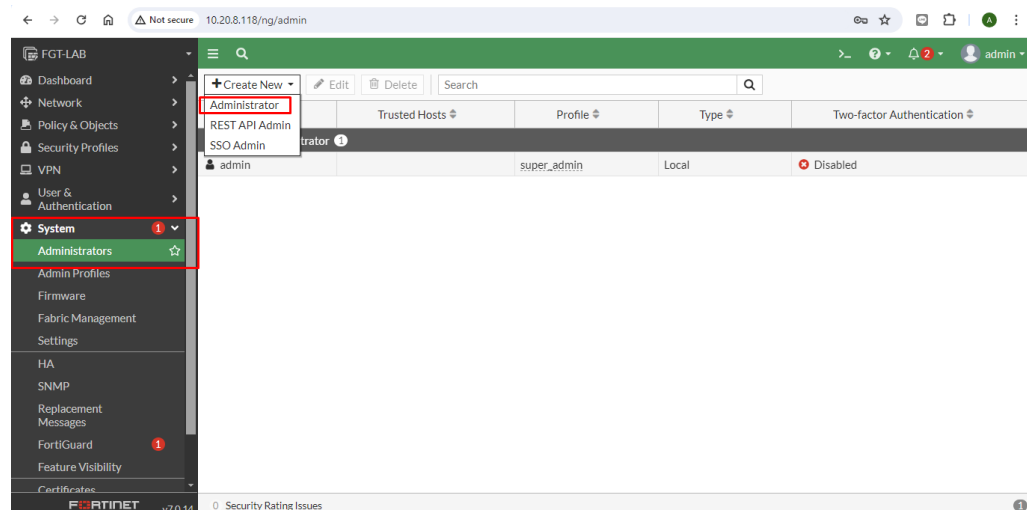 Not secure 10.20.8.118/ng/admin
FGT-LAB
>_
2
admin
Dashboard
Network
Policy & Objects
Security Profiles
VPN
User &
Authentication
System 1
Administrators
Admin Profiles
Firmware
Fabric Management
Settings
HA
SNMP
Replacement
Messages
FortiGuard 1
Feature Visibility
Certificates
FORTINET v7.0.14
+Create New Edit Delete Search
Administrator
REST API Admin
SSO Admin
Trusted Hosts Profile Type Two-factor Authentication
trator 1
admin super_admin Local Disabled
0 Security Rating Issues 1